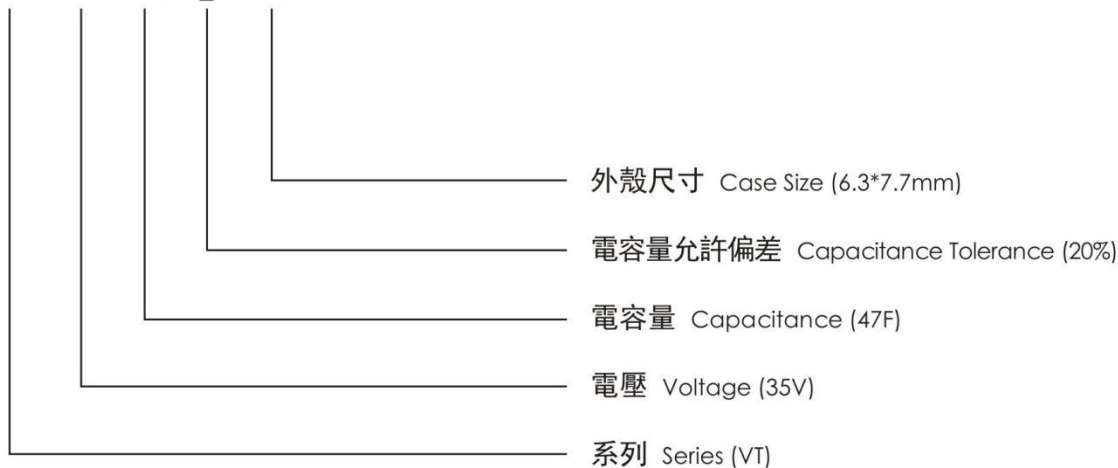 外殼尺寸 Case Size (6.3*7.7mm)
電容量允許偏差 Capacitance Tolerance (20%)
電容量 Capacitance (47F)
電壓 Voltage (35V)
系列 Series (VT)